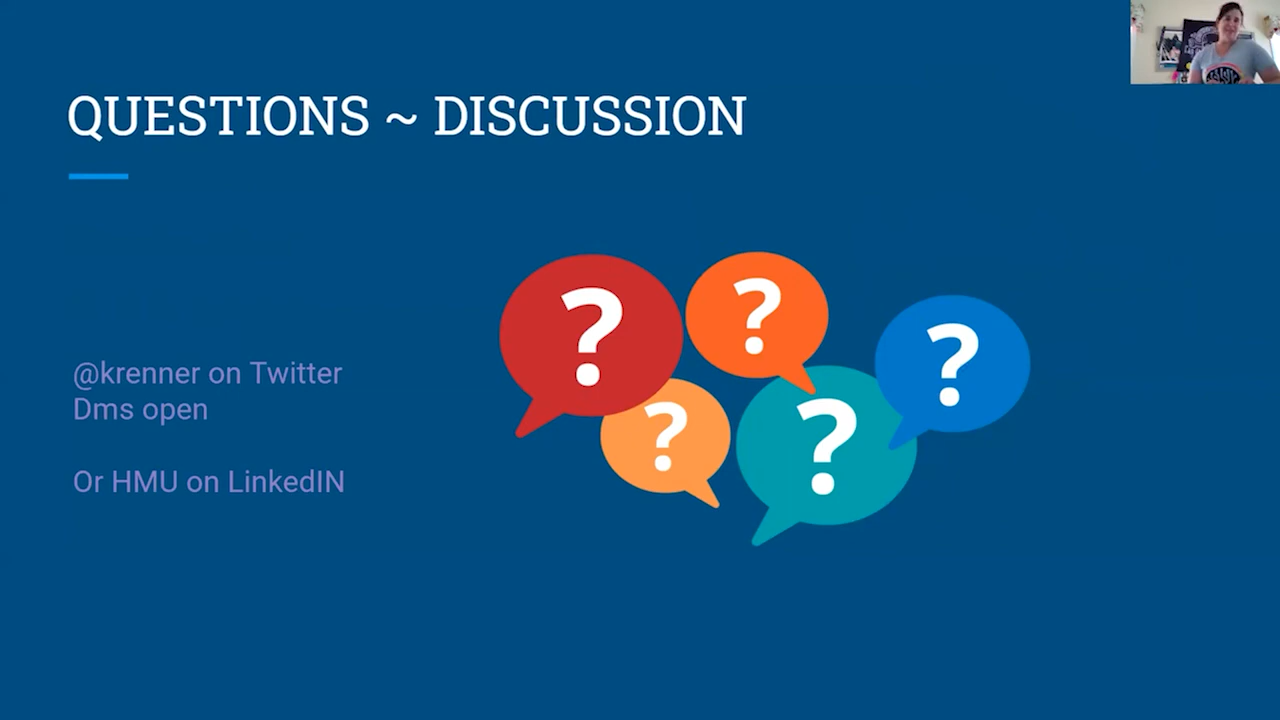 QUESTIONS ~ DISCUSSION
@krenner on Twitter
Dms open
Or HMU on LinkedIN
?
?
?
?
?